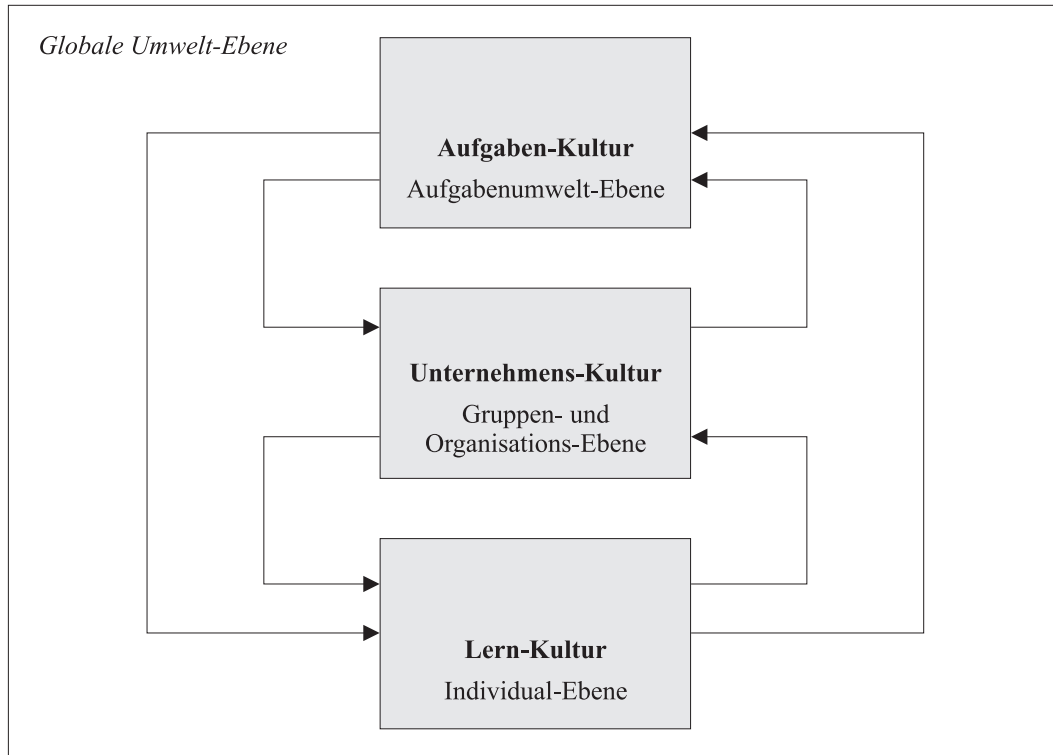 Globale Umwelt-Ebene
Aufgaben-Kultur
Aufgabenumwelt-Ebene
Unternehmens-Kultur
Gruppen- und
Organisations-Ebene
Lern-Kultur
Individual-Ebene